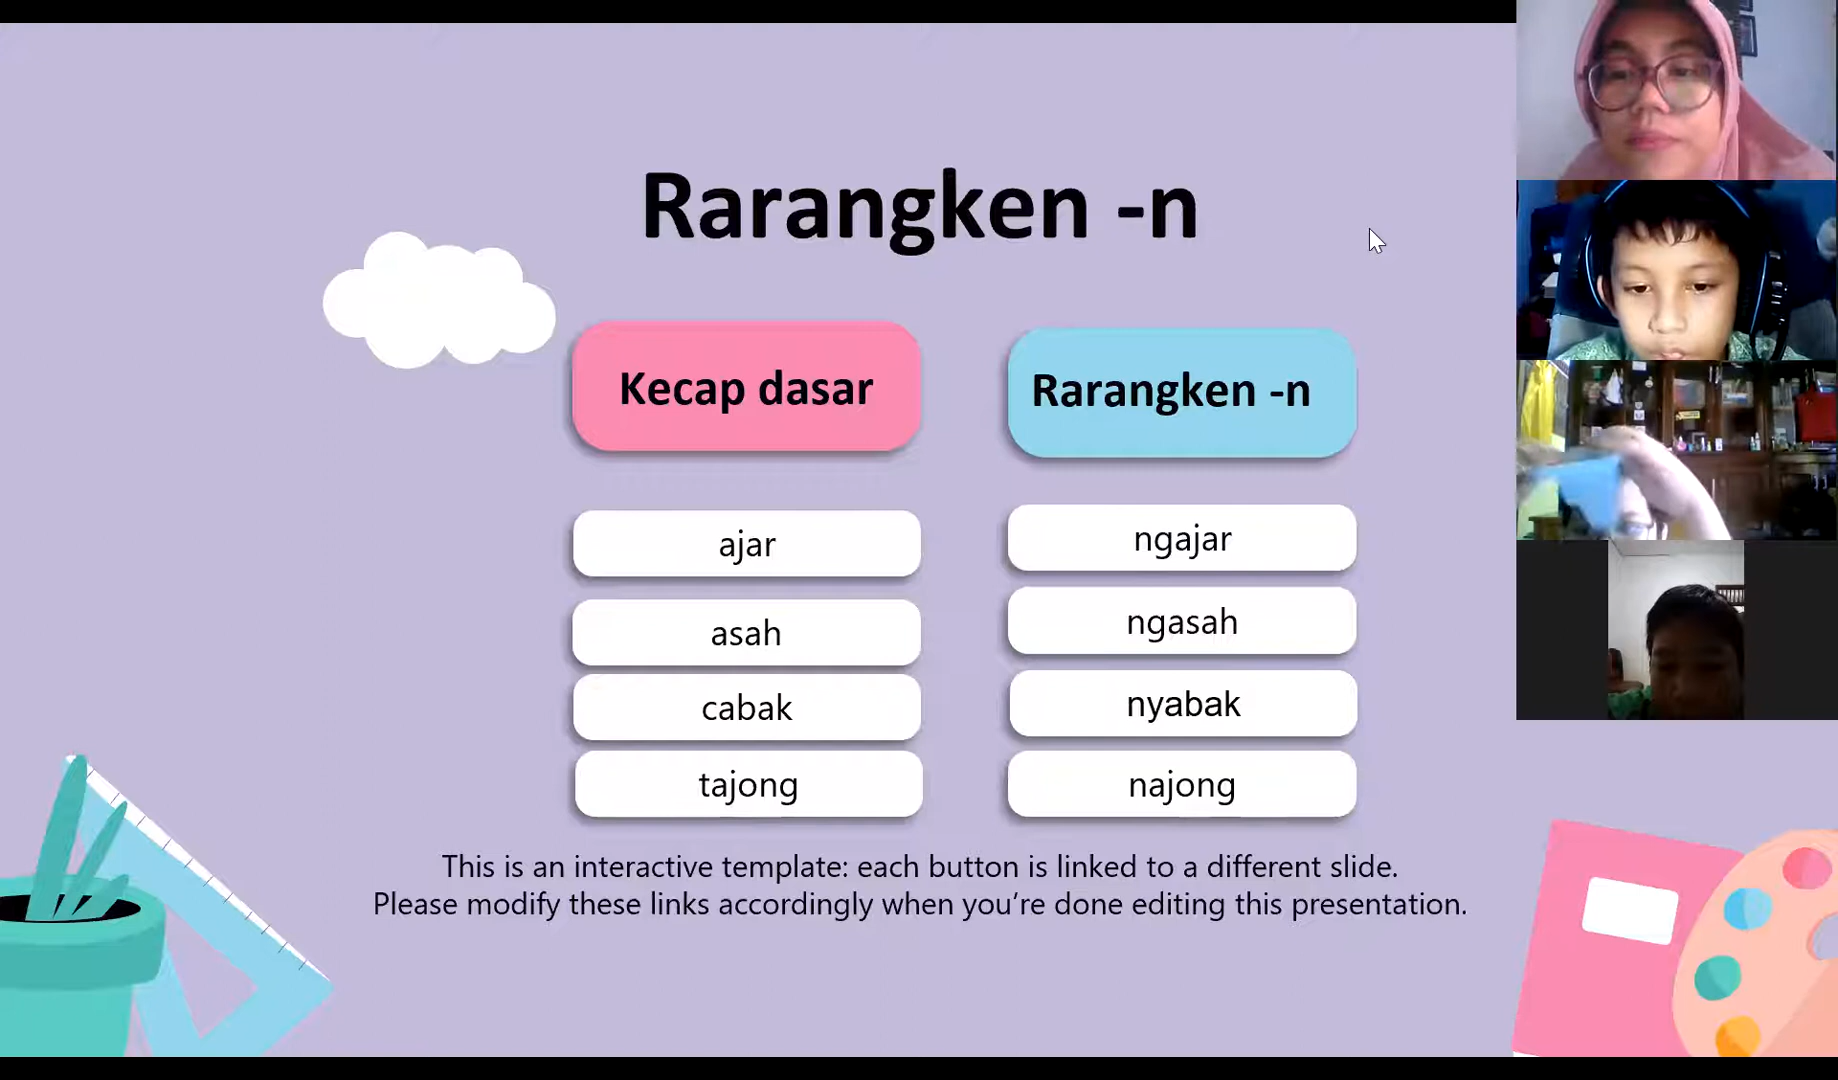 Rarangken -n
Kecap dasar
Rarangken -n
ajar
ngajar
asah
ngasah
cabak
nyabak
tajong
najong
This is an interactive template: each button is linked to a different slide.
Please modify these links accordingly when you’re done editing this presentation.